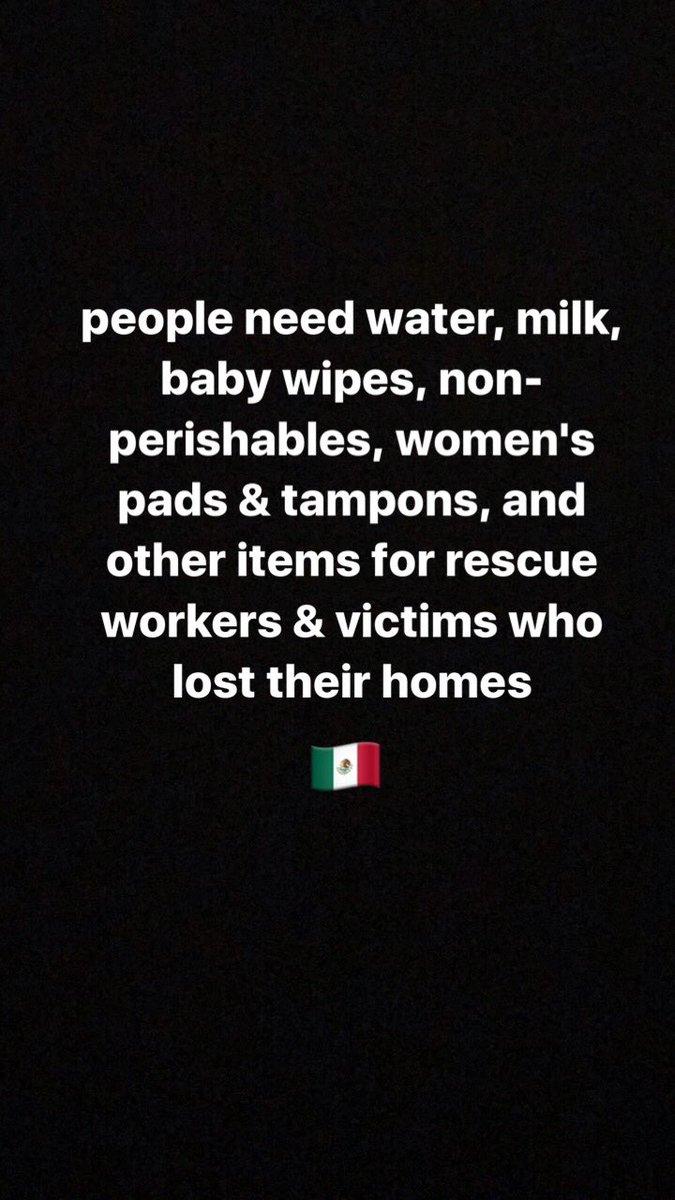 people need water, milk,
baby wipes, non-
perishables, women's
pads & tampons, and
other items for rescue
workers & victims who
lost their homes
🇲🇽